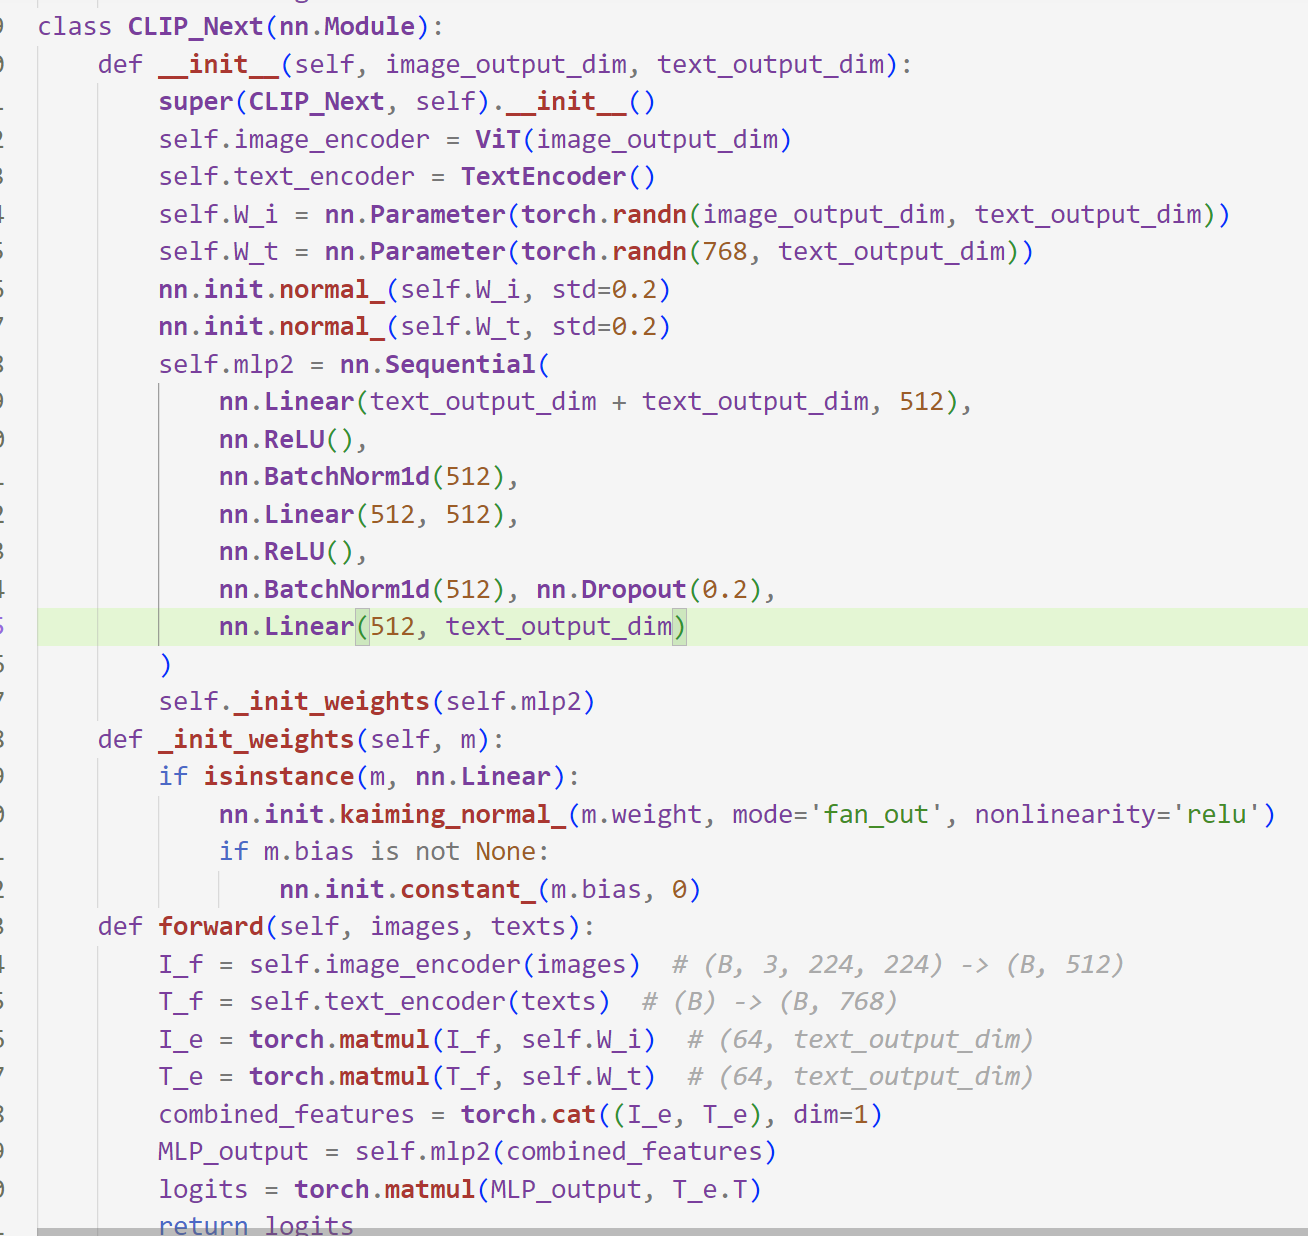 class CLIP_Next(nn.Module):
    def __init__(self, image_output_dim, text_output_dim):
        super(CLIP_Next, self).__init__()
        self.image_encoder = ViT(image_output_dim)
        self.text_encoder = TextEncoder()
        self.W_i = nn.Parameter(torch.randn(image_output_dim, text_output_dim))
        self.W_t = nn.Parameter(torch.randn(768, text_output_dim))
        nn.init.normal_(self.W_i, std=0.2)
        nn.init.normal_(self.W_t, std=0.2)
        self.mlp2 = nn.Sequential(
            nn.Linear(text_output_dim + text_output_dim, 512),
            nn.ReLU(),
            nn.BatchNorm1d(512),
            nn.Linear(512, 512),
            nn.ReLU(),
            nn.BatchNorm1d(512), nn.Dropout(0.2),
            nn.Linear(512, text_output_dim)
        )
        self._init_weights(self.mlp2)
    def _init_weights(self, m):
        if isinstance(m, nn.Linear):
            nn.init.kaiming_normal_(m.weight, mode='fan_out', nonlinearity='relu')
            if m.bias is not None:
                nn.init.constant_(m.bias, 0)
    def forward(self, images, texts):
        I_f = self.image_encoder(images)  # (B, 3, 224, 224) -> (B, 512)
        T_f = self.text_encoder(texts)  # (B) -> (B, 768)
        I_e = torch.matmul(I_f, self.W_i)  # (64, text_output_dim)
        T_e = torch.matmul(T_f, self.W_t)  # (64, text_output_dim)
        combined_features = torch.cat((I_e, T_e), dim=1)
        MLP_output = self.mlp2(combined_features)
        logits = torch.matmul(MLP_output, T_e.T)
        return logits